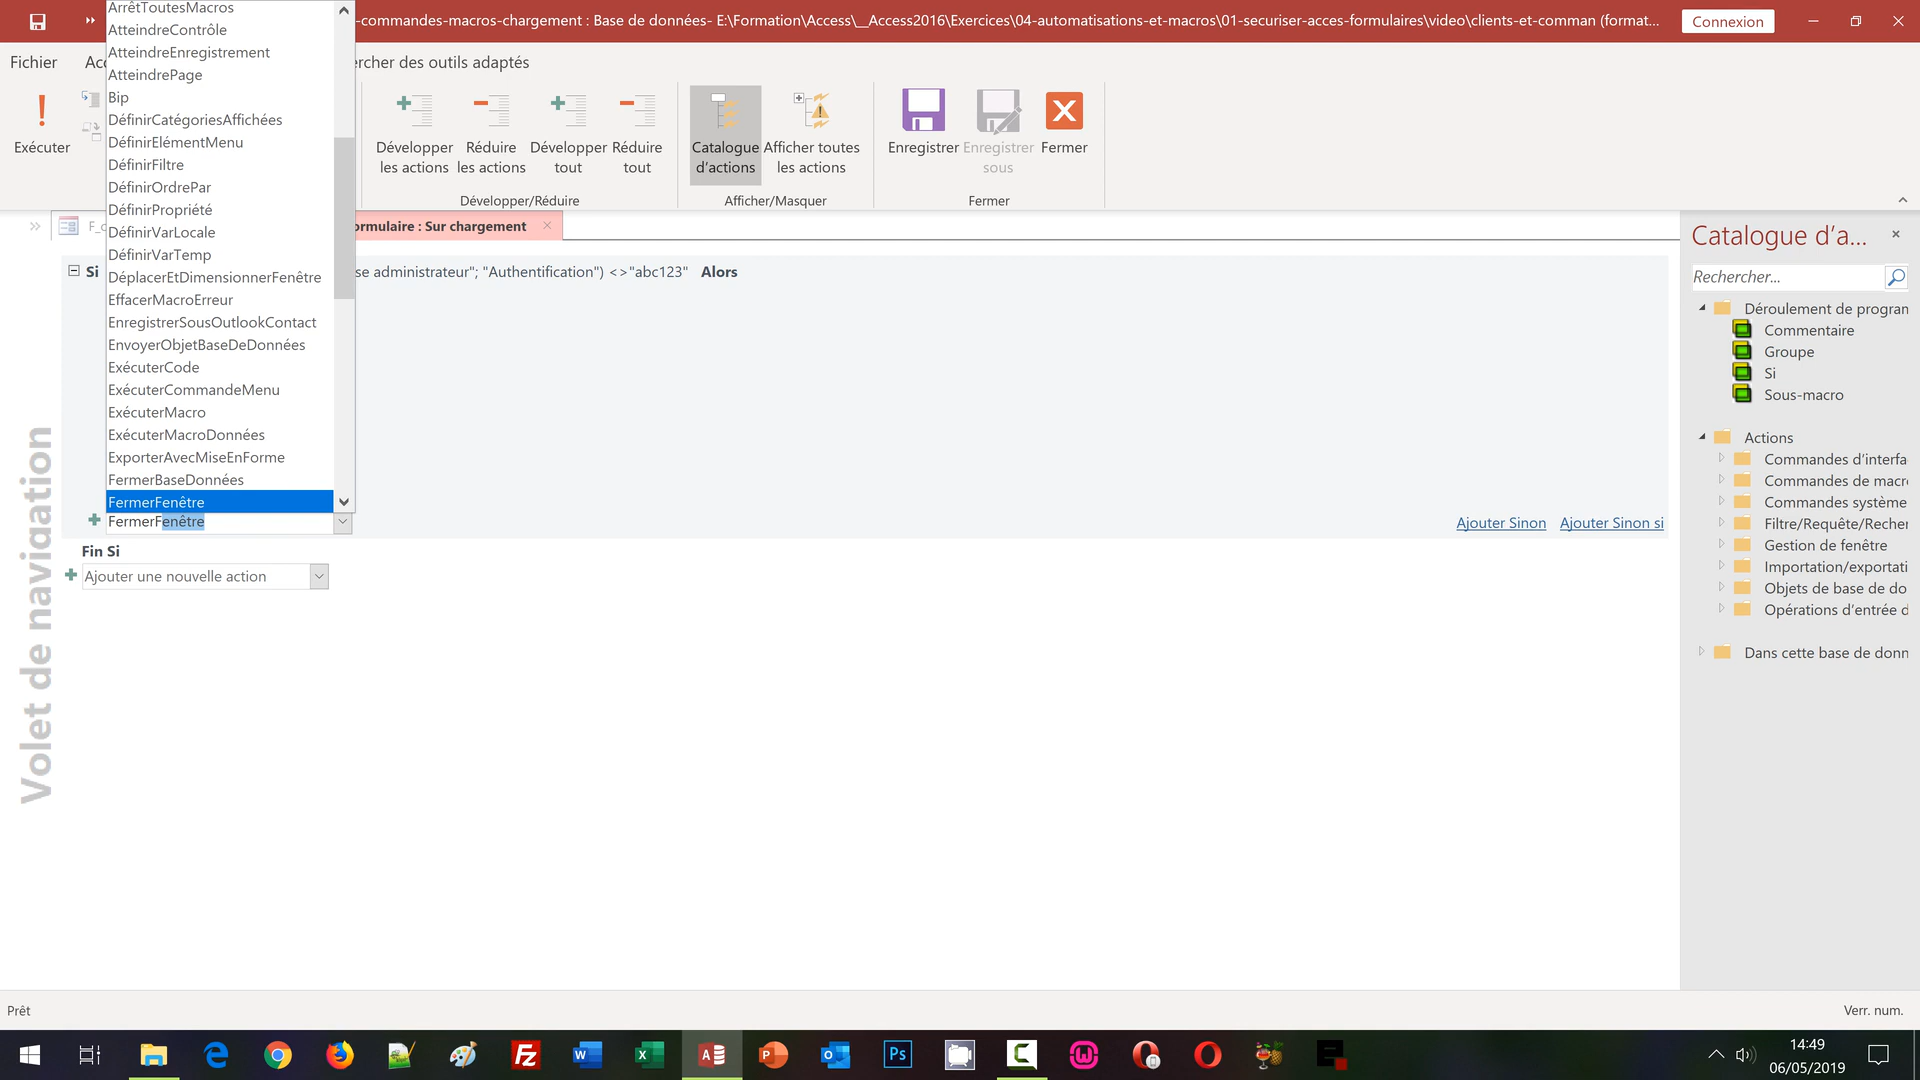 -commandes-macros-chargement : Base de données- E:\Formation\Access\__Access2016\Exercices\04-automatisations-et-macros\01-securiser-acces-formulaires\video\clients-et-comman (format...
Connexion
Fichier
Acc
ercher des outils adaptés
Exécuter
Développer
les actions
Réduire
les actions
Développer
tout
Réduire
tout
Développer/Réduire
Catalogue
d'actions
Afficher toutes
les actions
Afficher/Masquer
Enregistrer
Enregistrer
sous
Fermer
Fermer
F_c
ormulaire : Sur chargement
Si
se administrateur"; "Authentification") <>"abc123" Alors
ArrêtToutesMacros
AtteindreContrôle
AtteindreEnregistrement
AtteindrePage
Bip
DéfinirCatégoriesAffichées
DéfinirElémentMenu
DéfinirFiltre
DéfinirOrdrePar
DéfinirPropriété
DéfinirVarLocale
DéfinirVarTemp
DéplacerEtDimensionnerFenêtre
EffacerMacroErreur
EnregistrerSousOutlookContact
EnvoyerObjetBaseDeDonnées
ExécuterCode
ExécuterCommandeMenu
ExécuterMacro
ExécuterMacroDonnées
ExporterAvecMiseEnForme
FermerBaseDonnées
FermerFenêtre
FermerFenêtre
Ajouter Sinon Ajouter Sinon si
Fin Si
Ajouter une nouvelle action
Volet de navigation
Catalogue d'a...
Rechercher...
Déroulement de program
Commentaire
Groupe
Si
Sous-macro
Actions
Commandes d'interfa
Commandes de macro
Commandes système
Filtre/Requête/Recher
Gestion de fenêtre
Importation/exportati
Objets de base de do
Opérations d'entrée d
Dans cette base de donn
Prêt
Verr. num.
14:49
06/05/2019